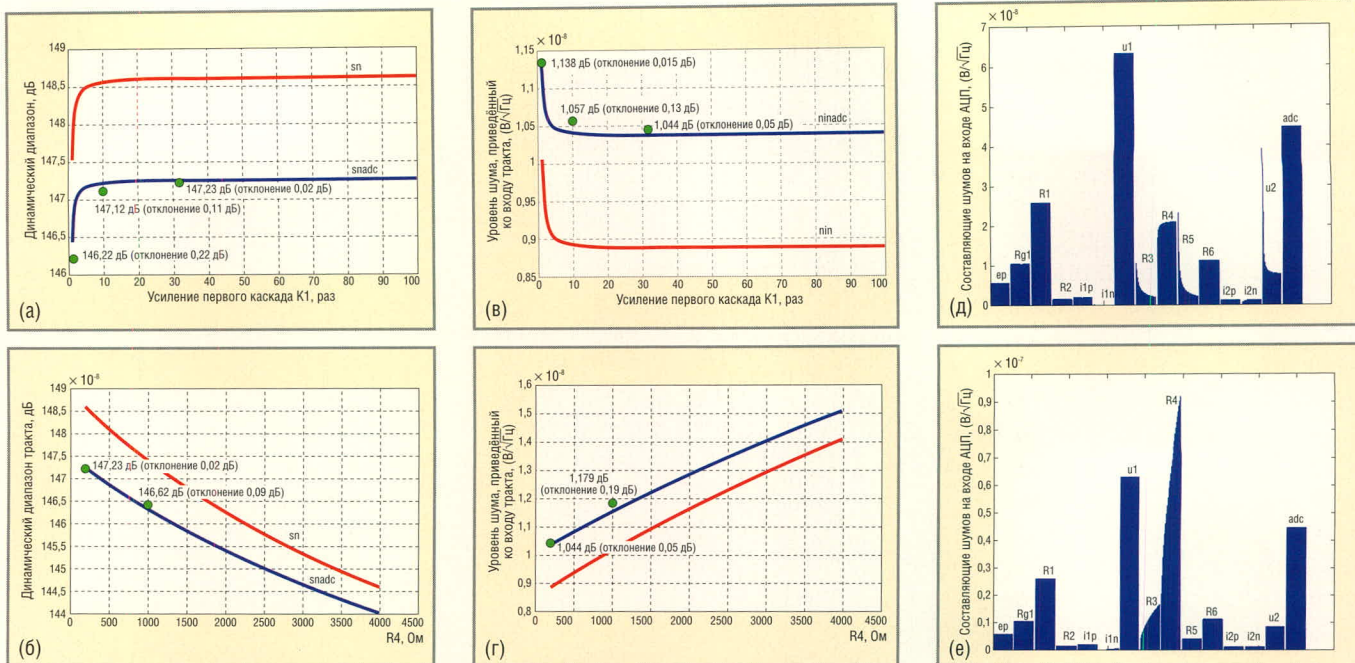 149
148,5
148
147,5
147
146,5
146
Динамический диапазон, дБ
sn
snadc
147,23 дБ (отклонение 0,02 дБ)
147,12 дБ (отклонение 0,11 дБ)
146,22 дБ (отклонение 0,22 дБ)
0 10 20 30 40 50 60 70 80 90 100
Усиление первого каскада К1, раз
(а)
× 10⁻⁸
1,15
1,1
1,05
1
0,9
0,85
Уровень шума, приведённый
ко входу тракта, (В/√Гц)
1,138 дБ (отклонение 0,015 дБ)
1,057 дБ (отклонение 0,13 дБ)
1,044 дБ (отклонение 0,05 дБ)
ninadc
nin
0 10 20 30 40 50 60 70 80 90 100
Усиление первого каскада К1, раз
(в)
× 10⁻⁸
7
6
5
4
3
2
1
0
Составляющие шумов на входе АЦП, (В/√Гц)
ep
Rg1
R1
R2
i1p
i1n
u1
R3
R4
R5
R6
i2p
i2n
u2
adc
(д)
× 10⁻⁸
149
148,5
148
147,5
147
146,5
146
145,5
145
144,5
144
Динамический диапазон тракта, дБ
147,23 дБ (отклонение 0,02 дБ)
146,62 дБ (отклонение 0,09 дБ)
sn
snadc
0 500 1000 1500 2000 2500 3000 3500 4000 4500
R4, Ом
(б)
× 10⁻⁸
1,6
1,5
1,4
1,3
1,2
1,1
1
0,9
0,8
Уровень шума, приведённый
ко входу тракта, (В/√Гц)
1,179 дБ
(отклонение 0,19 дБ)
1,044 дБ (отклонение 0,05 дБ)
0 500 1000 1500 2000 2500 3000 3500 4000 4500
R4, Ом
(г)
× 10⁻⁷
1
0,9
0,8
0,7
0,6
0,5
0,4
0,3
0,2
0,1
0
Составляющие шумов на входе АЦП, (В/√Гц)
ep
Rg1
R1
R2
i1p
i1n
u1
R3
R4
R5
R6
i2p
i2n
u2
adc
(е)